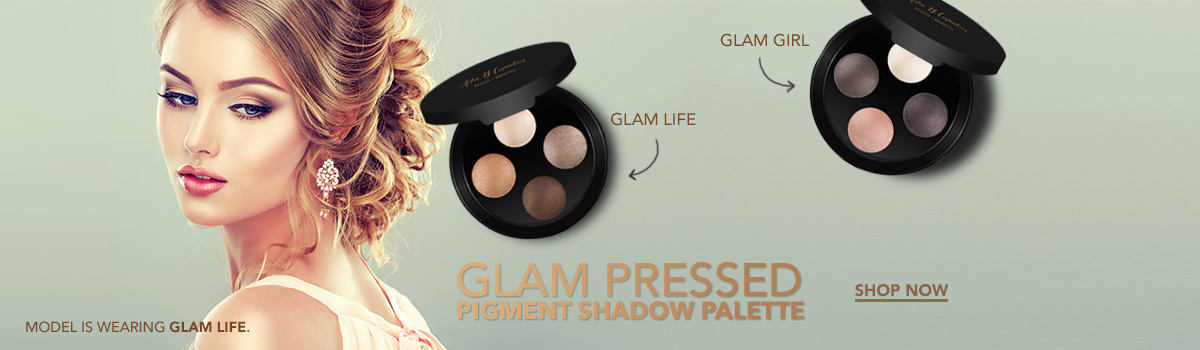 GLAM GIRL
GLAM LIFE
GLAM PRESSED
PIGMENT SHADOW PALETTE
SHOP NOW
MODEL IS WEARING GLAM LIFE.